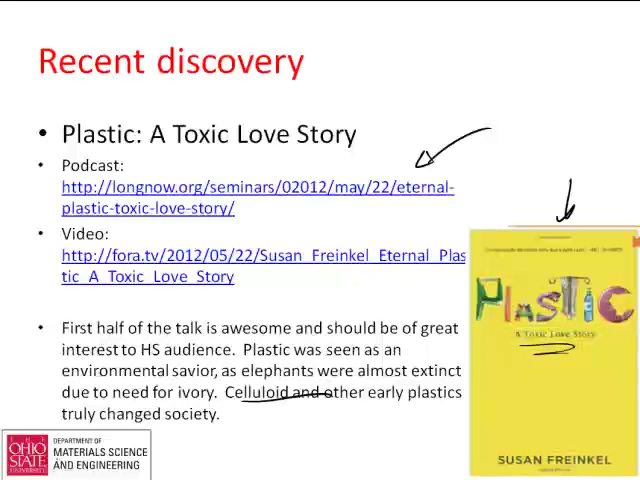 Recent discovery
• Plastic: A Toxic Love Story
• Podcast:
http://longnow.org/seminars/02012/may/22/eternal-
plastic-toxic-love-story/
• Video:
http://fora.tv/2012/05/22/Susan_Freinkel_Eternal_Plas
tic_A_Toxic_Love_Story
• First half of the talk is awesome and should be of great
interest to HS audience. Plastic was seen as an
environmental savior, as elephants were almost extinct
due to need for ivory. Celluloid and other early plastics
truly changed society.
PLASTIC
A Toxic Love Story
SUSAN FREINKEL
THE
OHIO
STATE
UNIVERSITY
DEPARTMENT OF
MATERIALS SCIENCE
AND ENGINEERING